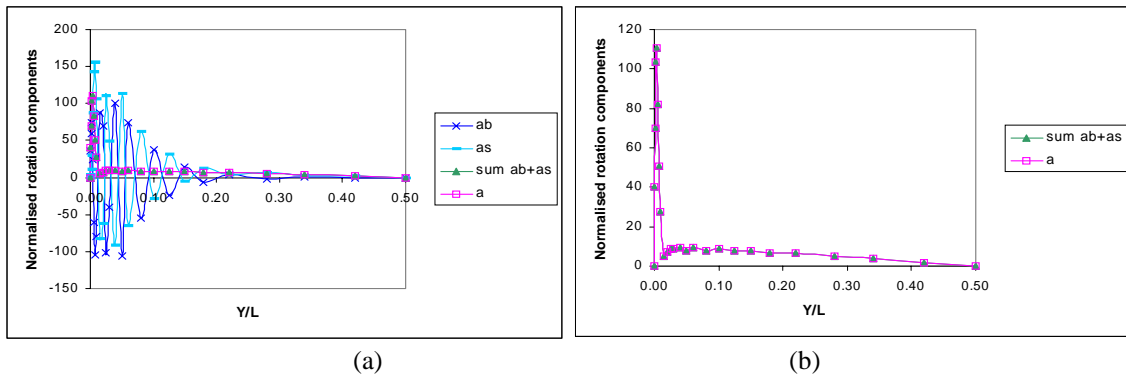 200
150
100
50
0
-50
-100
-150
0.00 0.10 0.20 0.30 0.40 0.50
Y/L
Normalised rotation components
ab
as
sum ab+as
a
(a)
120
100
80
60
40
20
0
0.00 0.10 0.20 0.30 0.40 0.50
Y/L
Normalised rotation components
sum ab+as
a
(b)